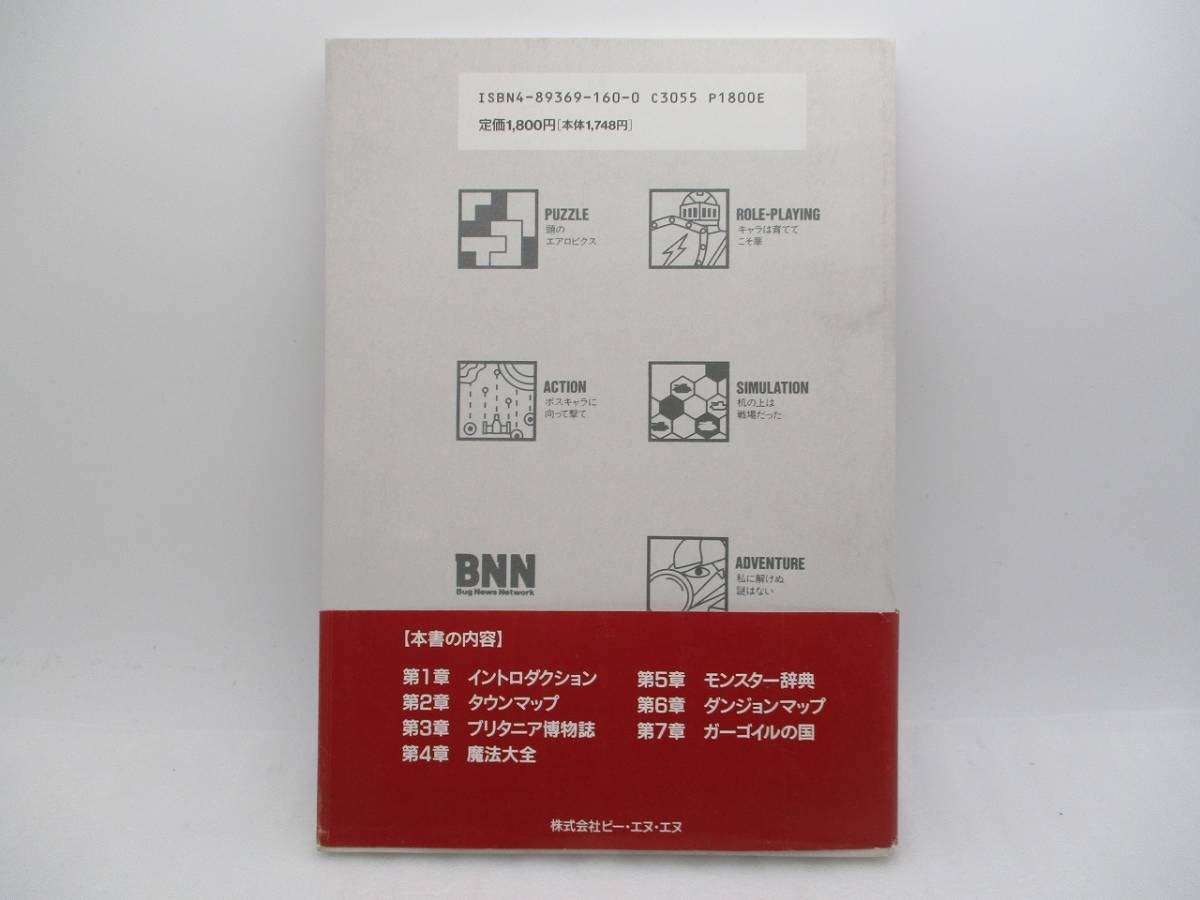 ISBN4-89369-160-0 C3055 P1800E
定価1,800円[本体1,748円]
PUZZLE
頭の
エアロビクス
ROLE-PLAYING
キャラは育てて
こそ華
ACTION
ボスキャラに
向って撃て
SIMULATION
机の上は
戦場だった
BNN
Bug News Network
ADVENTURE
私に解けぬ
謎はない
【本書の内容】
第1章 イントロダクション
第2章 タウンマップ
第3章 ブリタニア博物誌
第4章 魔法大全
第5章 モンスター辞典
第6章 ダンジョンマップ
第7章 ガーゴイルの国
株式会社ビー・エヌ・エヌ